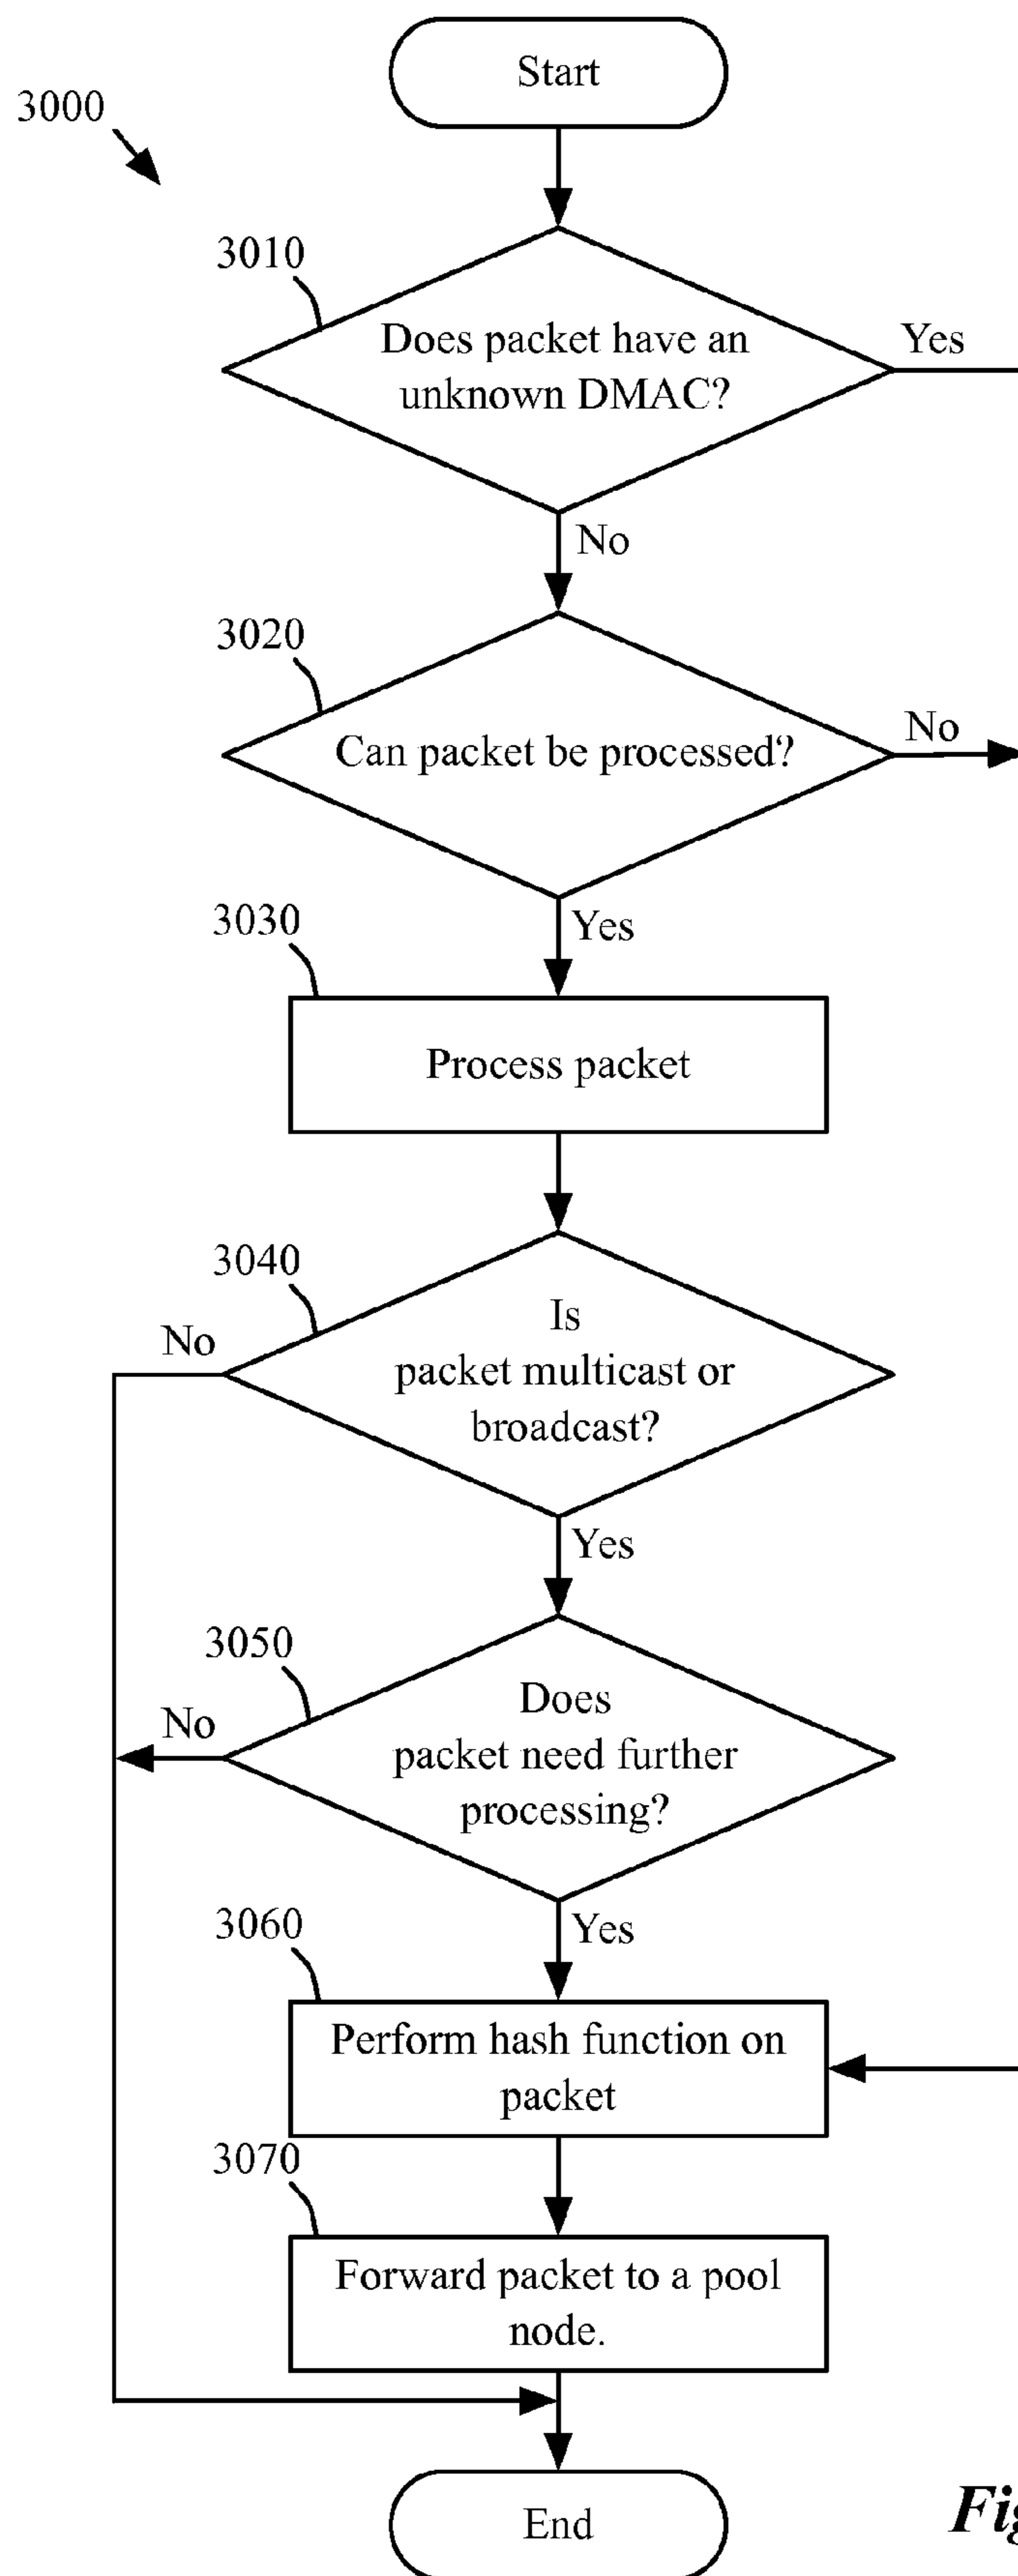 Start
3000
3010
Does packet have an
unknown DMAC?
Yes
No
3020
Can packet be processed?
No
Yes
3030
Process packet
3040
Is
packet multicast or
broadcast?
No
Yes
3050
Does
packet need further
processing?
No
Yes
3060
Perform hash function on
packet
3070
Forward packet to a pool
node.
End